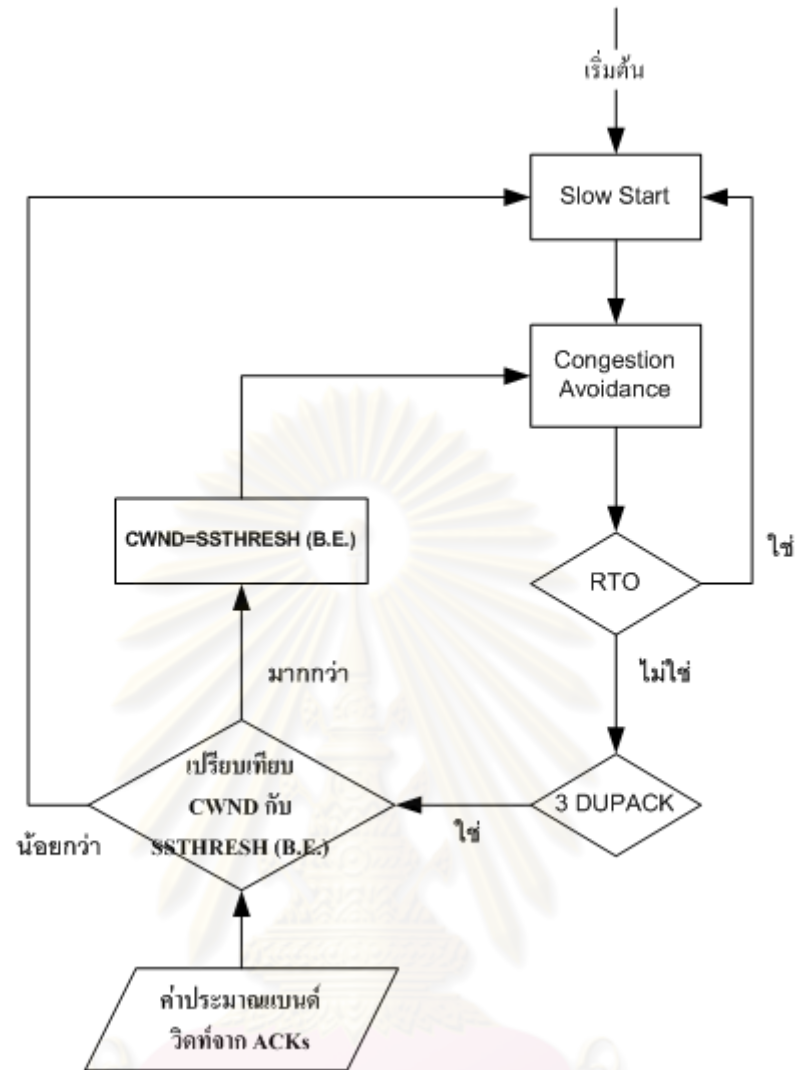 เริ่มต้น
Slow Start
Congestion
Avoidance
CWND=SSTHRESH (B.E.)
RTO
ใช่
มากกว่า
ไม่ใช่
เปรียบเทียบ
CWND กับ
SSTHRESH (B.E.)
3 DUPACK
น้อยกว่า
ใช่
ค่าประมาณแบนด์
วิดท์จาก ACKs